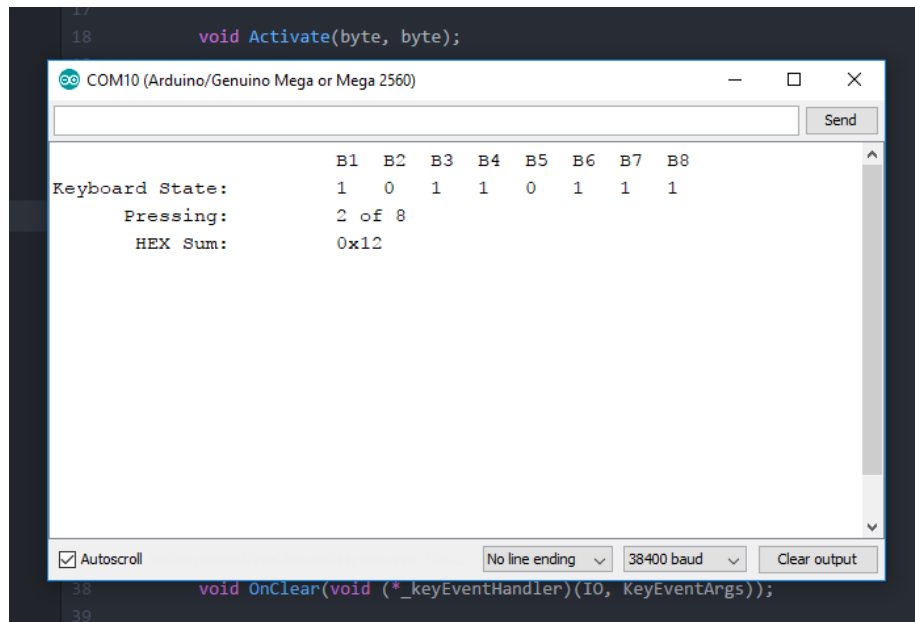 17
18 void Activate(byte, byte);
COM10 (Arduino/Genuino Mega or Mega 2560)
Send
B1 B2 B3 B4 B5 B6 B7 B8
Keyboard State: 1 0 1 1 0 1 1 1
Pressing: 2 of 8
HEX Sum: 0x12
Autoscroll No line ending 38400 baud Clear output
38 void OnClear(void (*_keyEventHandler)(IO, KeyEventArgs));
39